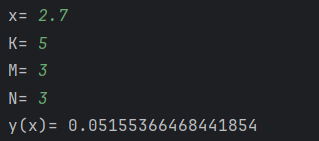 x= 2.7
K= 5
M= 3
N= 3
y(x)= 0.05155366468441854